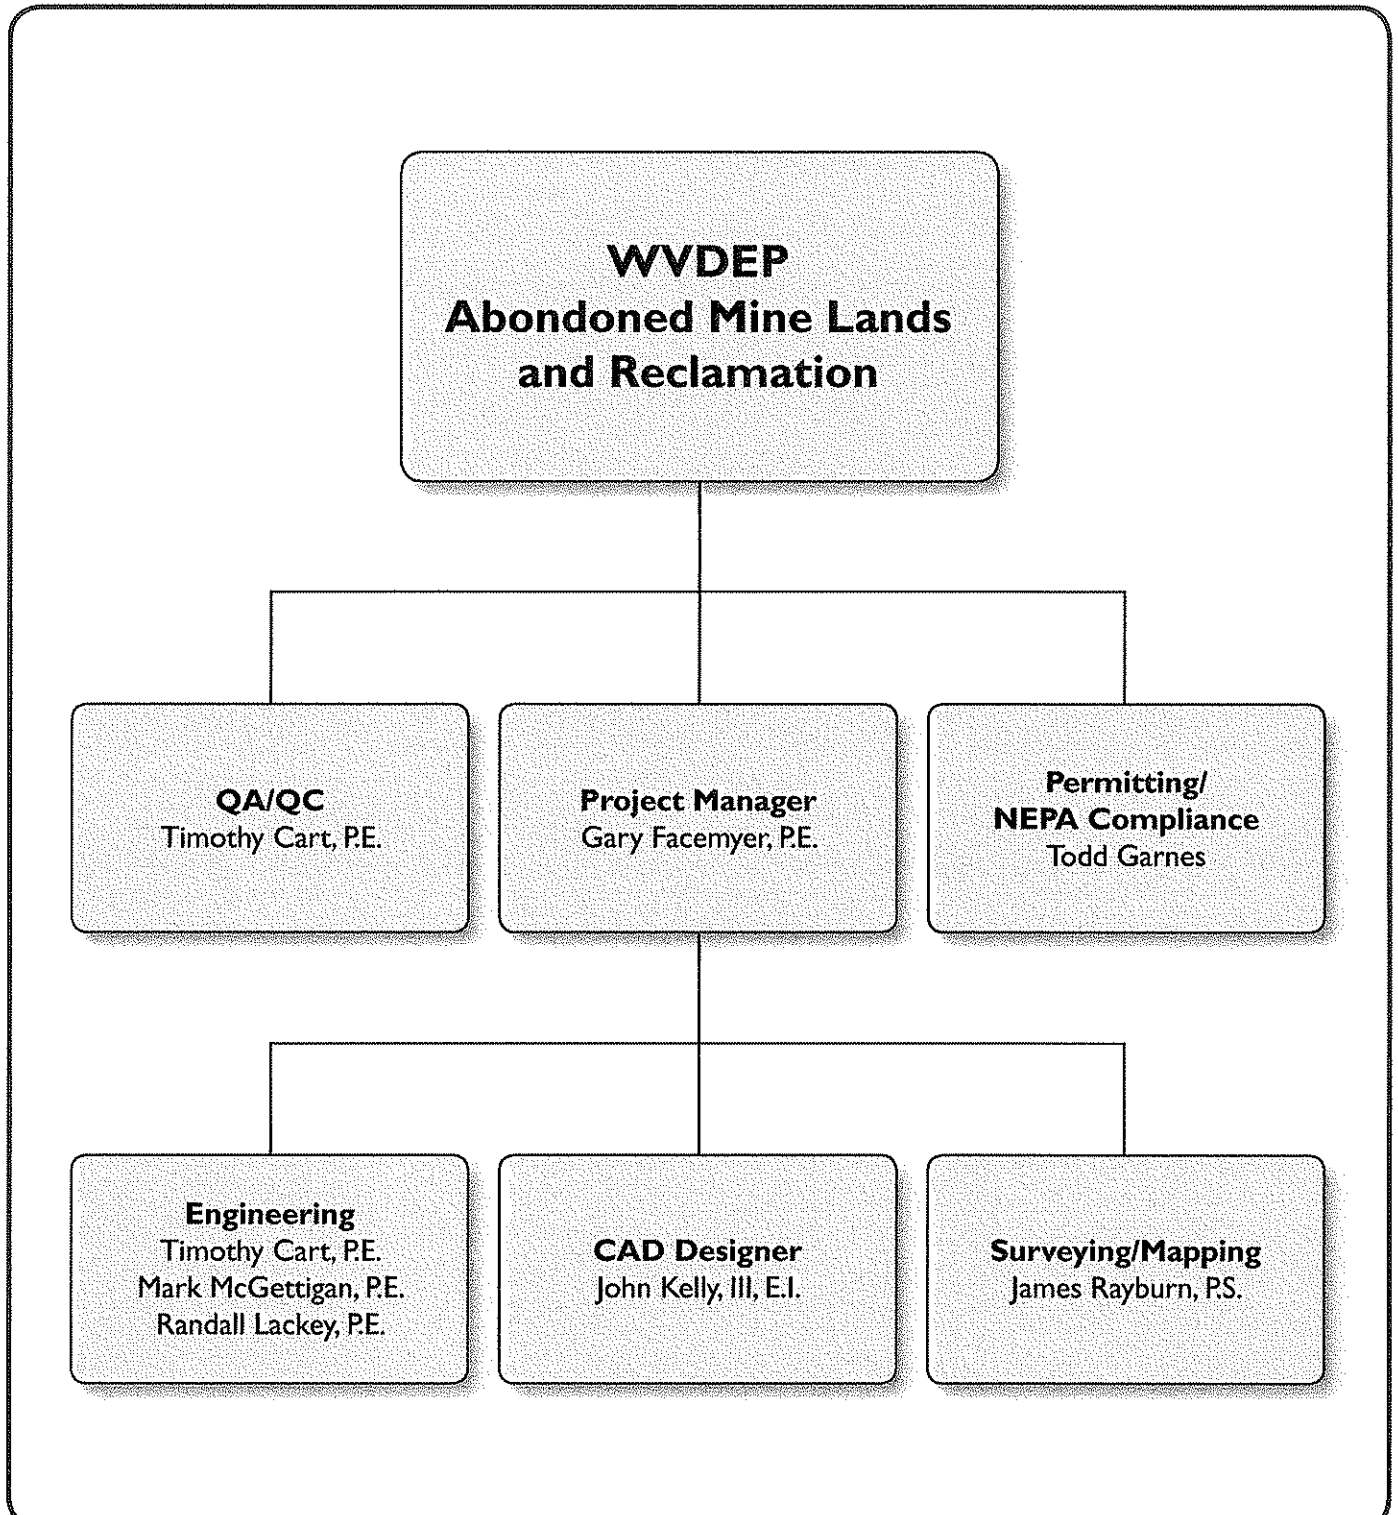 WVDEP
Abondoned Mine Lands
and Reclamation
QA/QC
Timothy Cart, P.E.
Project Manager
Gary Facemyer, P.E.
Permitting/
NEPA Compliance
Todd Garnes
Engineering
Timothy Cart, P.E.
Mark McGettigan, P.E.
Randall Lackey, P.E.
CAD Designer
John Kelly, III, E.I.
Surveying/Mapping
James Rayburn, P.S.